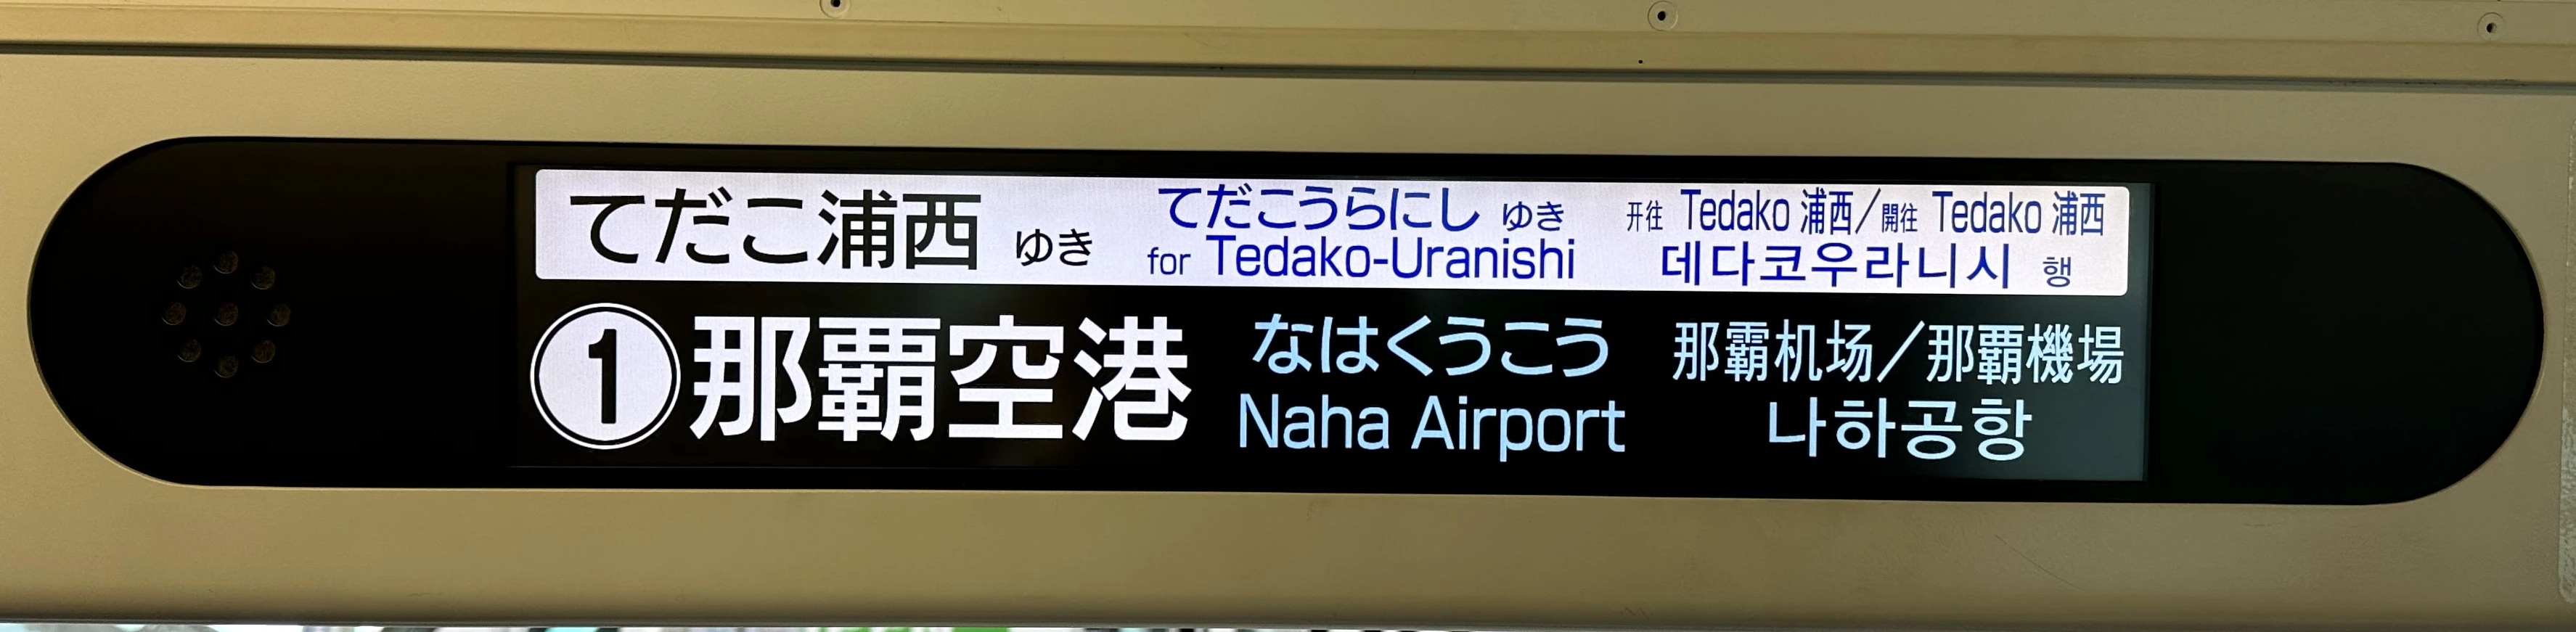 てだこ浦西 ゆき
てだこうらにし ゆき
for Tedako-Uranishi
开往 Tedako 浦西／開往 Tedako 浦西
데다코우라니시 행
① 那覇空港
なはくうこう
Naha Airport
那霸机场／那覇機場
나하공항